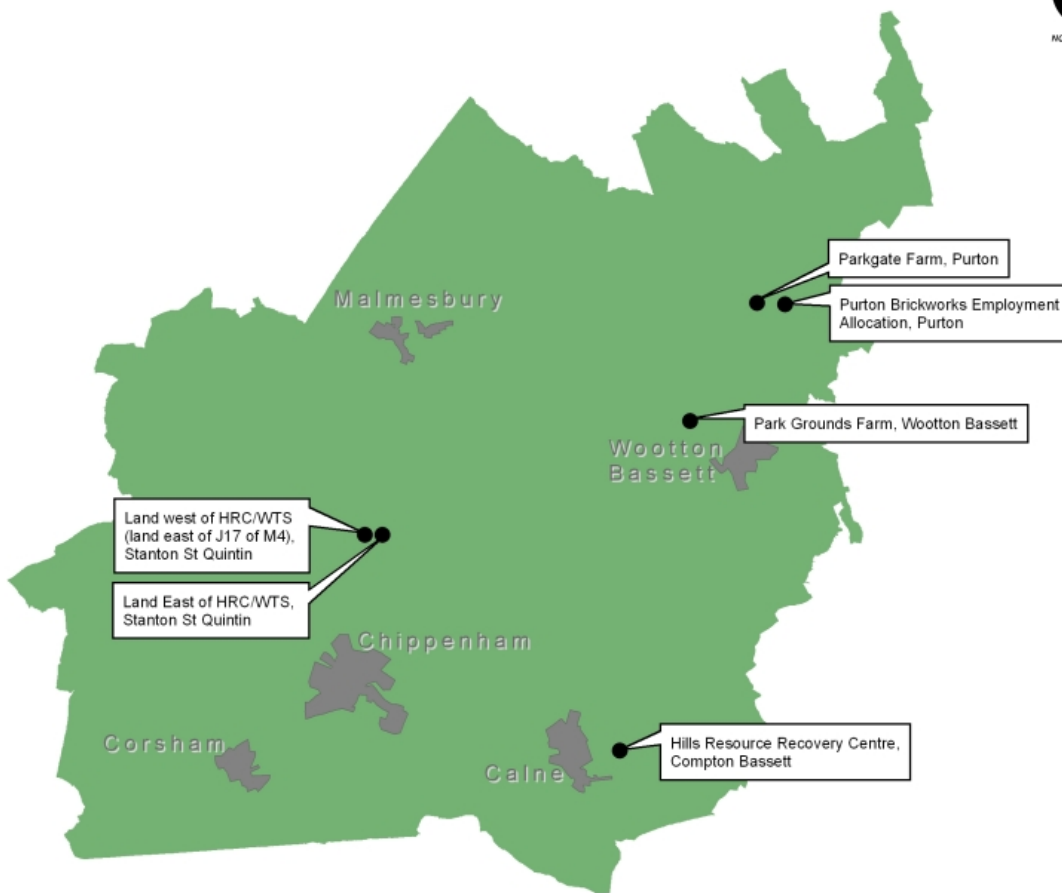 Parkgate Farm, Purton
Malmesbury
Purton Brickworks Employment
Allocation, Purton
Park Grounds Farm, Wootton Bassett
Wootton
Bassett
Land west of HRC/WTS
(land east of J17 of M4),
Stanton St Quintin
Land East of HRC/WTS,
Stanton St Quintin
Chippenham
Corsham
Calne
Hills Resource Recovery Centre,
Compton Bassett